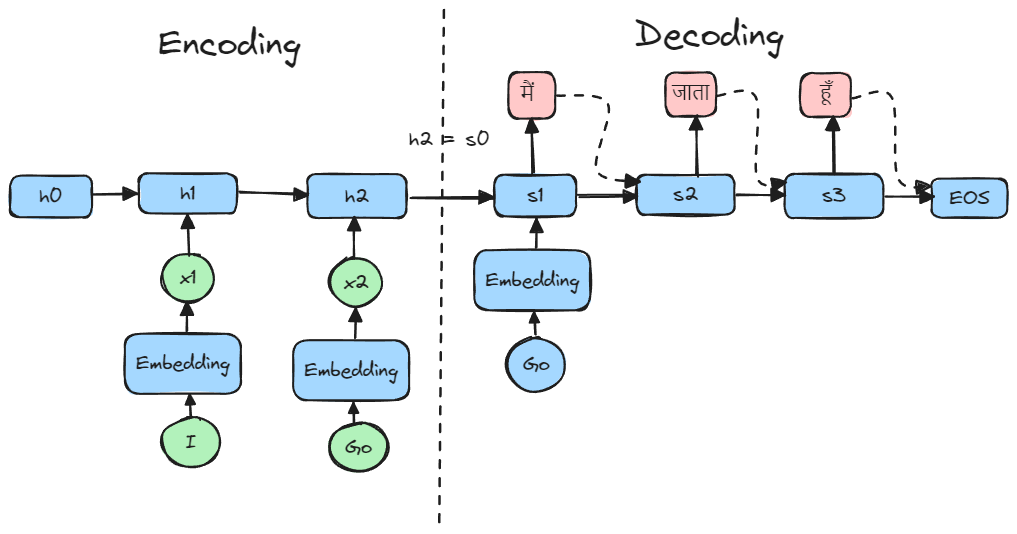 Encoding
Decoding
मैं
जाता
हूँ
h2 = s0
h0
h1
h2
s1
s2
s3
EOS
x1
x2
Embedding
Embedding
Embedding
Go
I
Go